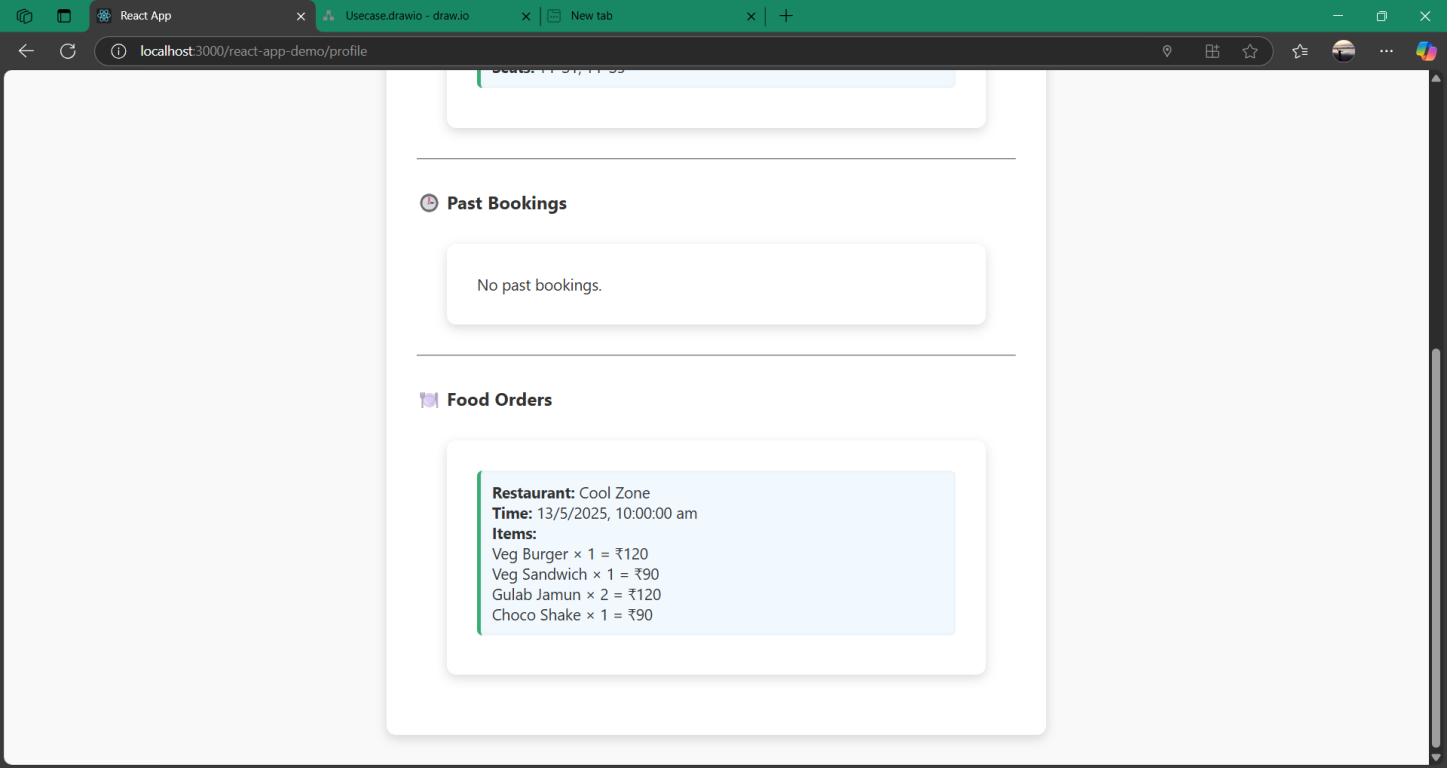 React App
Usecase.drawio - draw.io
New tab
localhost:3000/react-app-demo/profile
Past Bookings
No past bookings.
Food Orders
Restaurant: Cool Zone
Time: 13/5/2025, 10:00:00 am
Items:
Veg Burger × 1 = ₹120
Veg Sandwich × 1 = ₹90
Gulab Jamun × 2 = ₹120
Choco Shake × 1 = ₹90